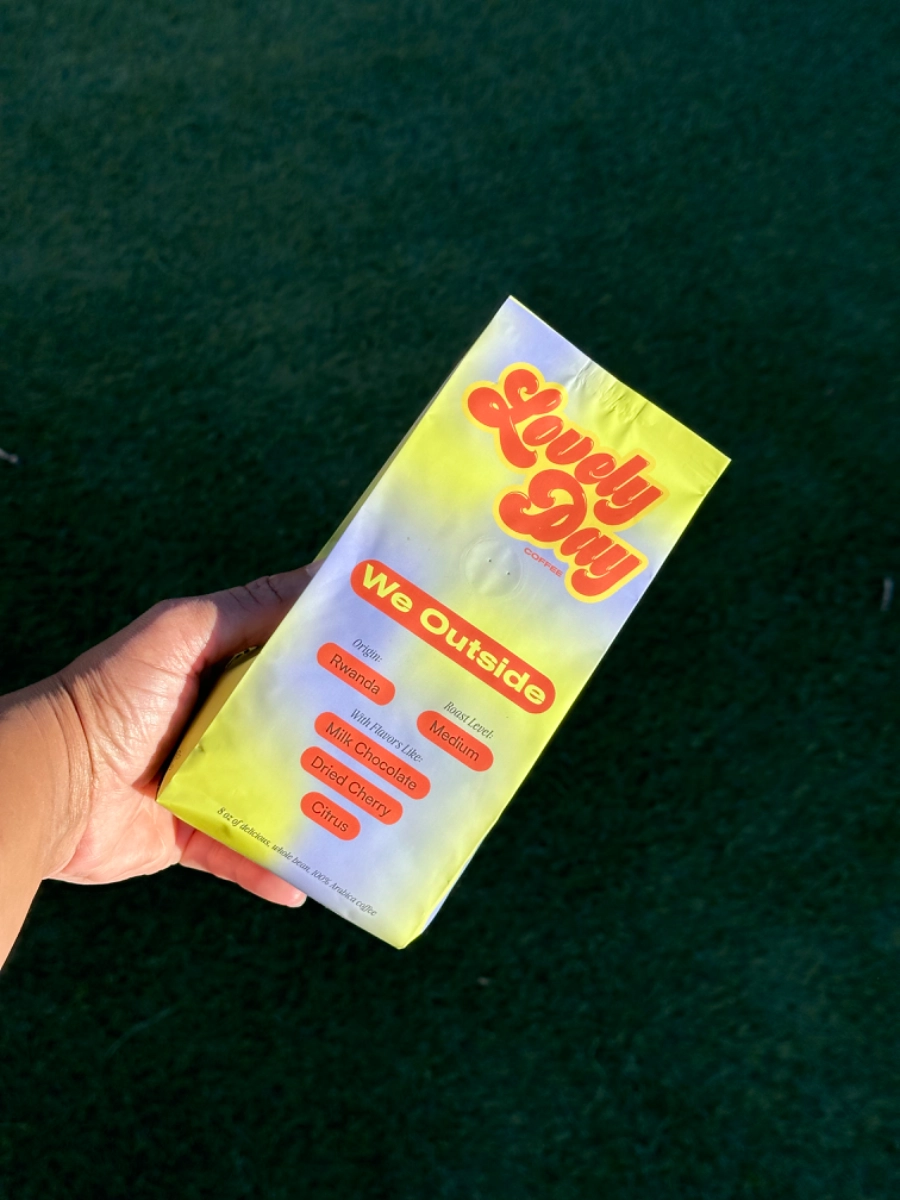 Lovely
Day
COFFEE
We Outside
Origin:
Rwanda
Roast Level:
Medium
With Flavors Like:
Milk Chocolate
Dried Cherry
Citrus
8 oz of delicious, whole bean, 100% Arabica coffee